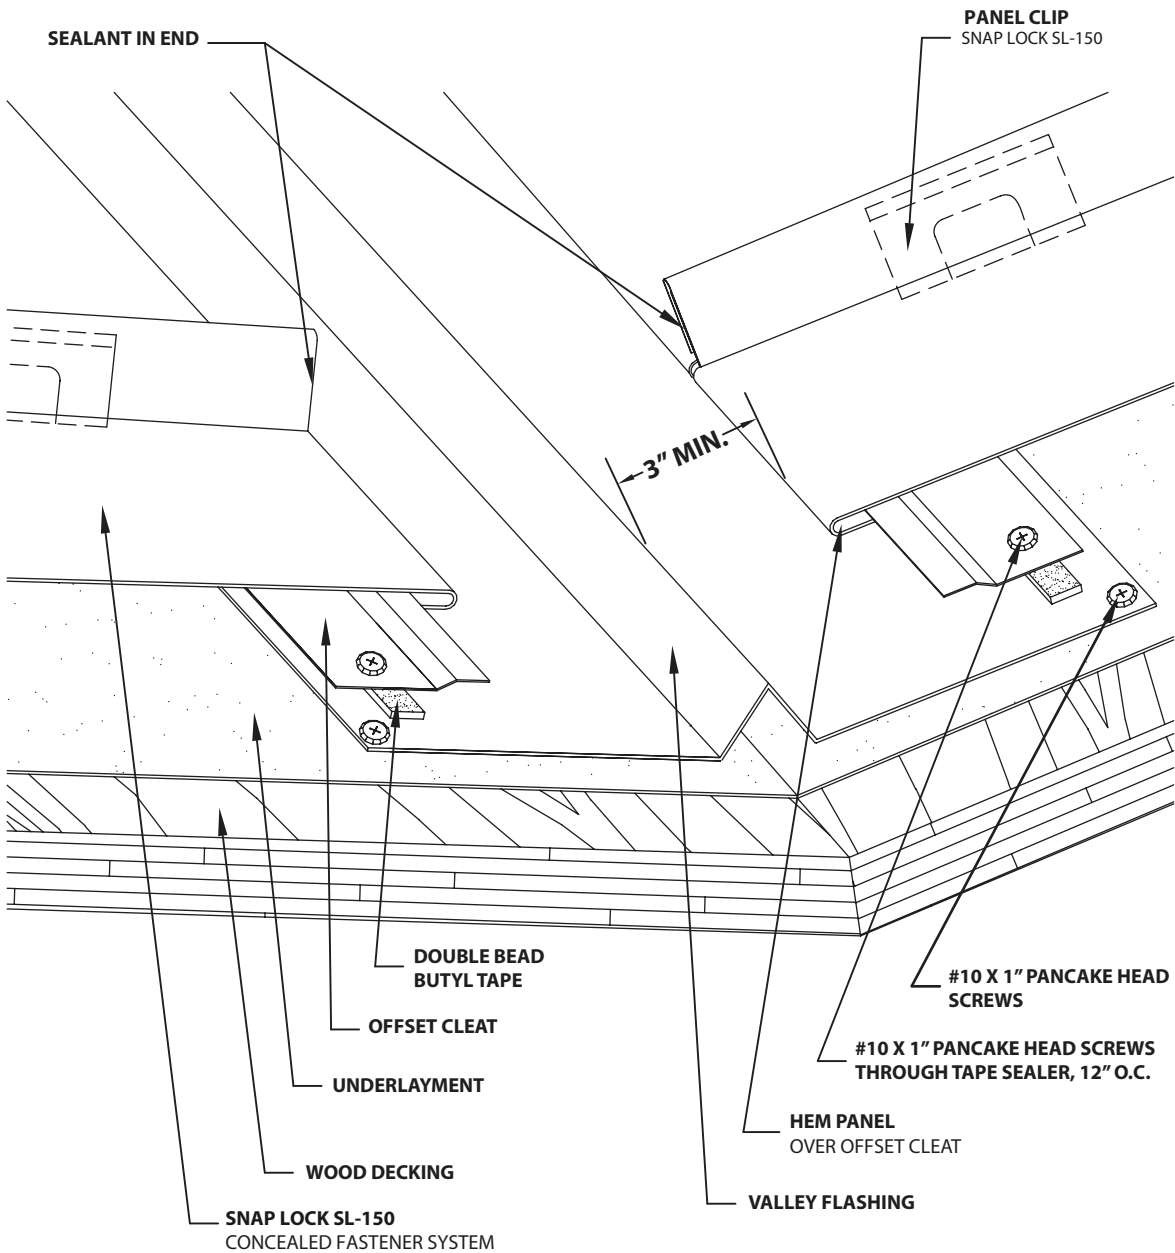 SEALANT IN END
PANEL CLIP
SNAP LOCK SL-150
3” MIN.
DOUBLE BEAD
BUTYL TAPE
#10 X 1” PANCAKE HEAD
SCREWS
OFFSET CLEAT
#10 X 1” PANCAKE HEAD SCREWS
THROUGH TAPE SEALER, 12” O.C.
UNDERLAYMENT
HEM PANEL
OVER OFFSET CLEAT
WOOD DECKING
VALLEY FLASHING
SNAP LOCK SL-150
CONCEALED FASTENER SYSTEM